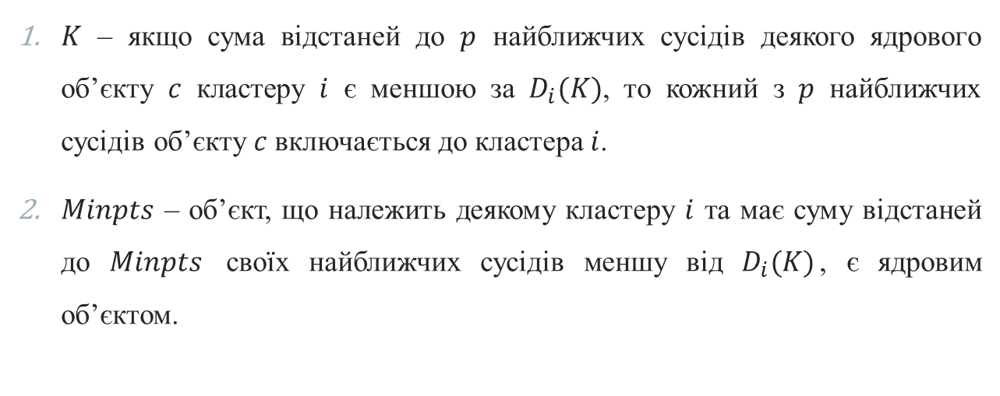 1. K – якщо сума відстаней до p найближчих сусідів деякого ядрового
об’єкту c кластеру i є меншою за Dᵢ(K), то кожний з p найближчих
сусідів об’єкту c включається до кластера i.
2. Minpts – об’єкт, що належить деякому кластеру i та має суму відстаней
до Minpts своїх найближчих сусідів меншу від Dᵢ(K), є ядровим
об’єктом.